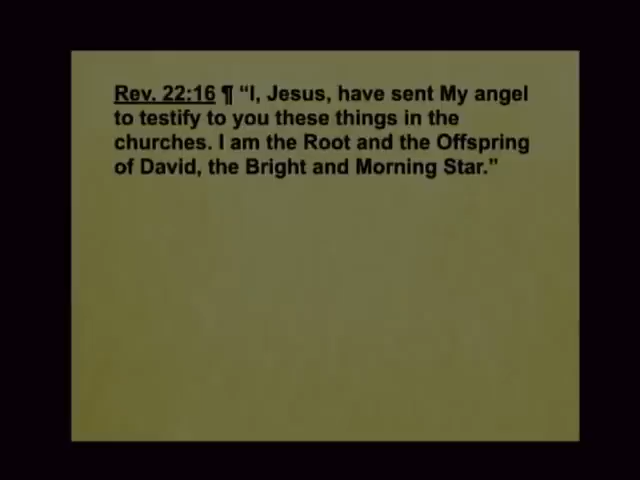 Rev. 22:16 ¶ “I, Jesus, have sent My angel
to testify to you these things in the
churches. I am the Root and the Offspring
of David, the Bright and Morning Star.”